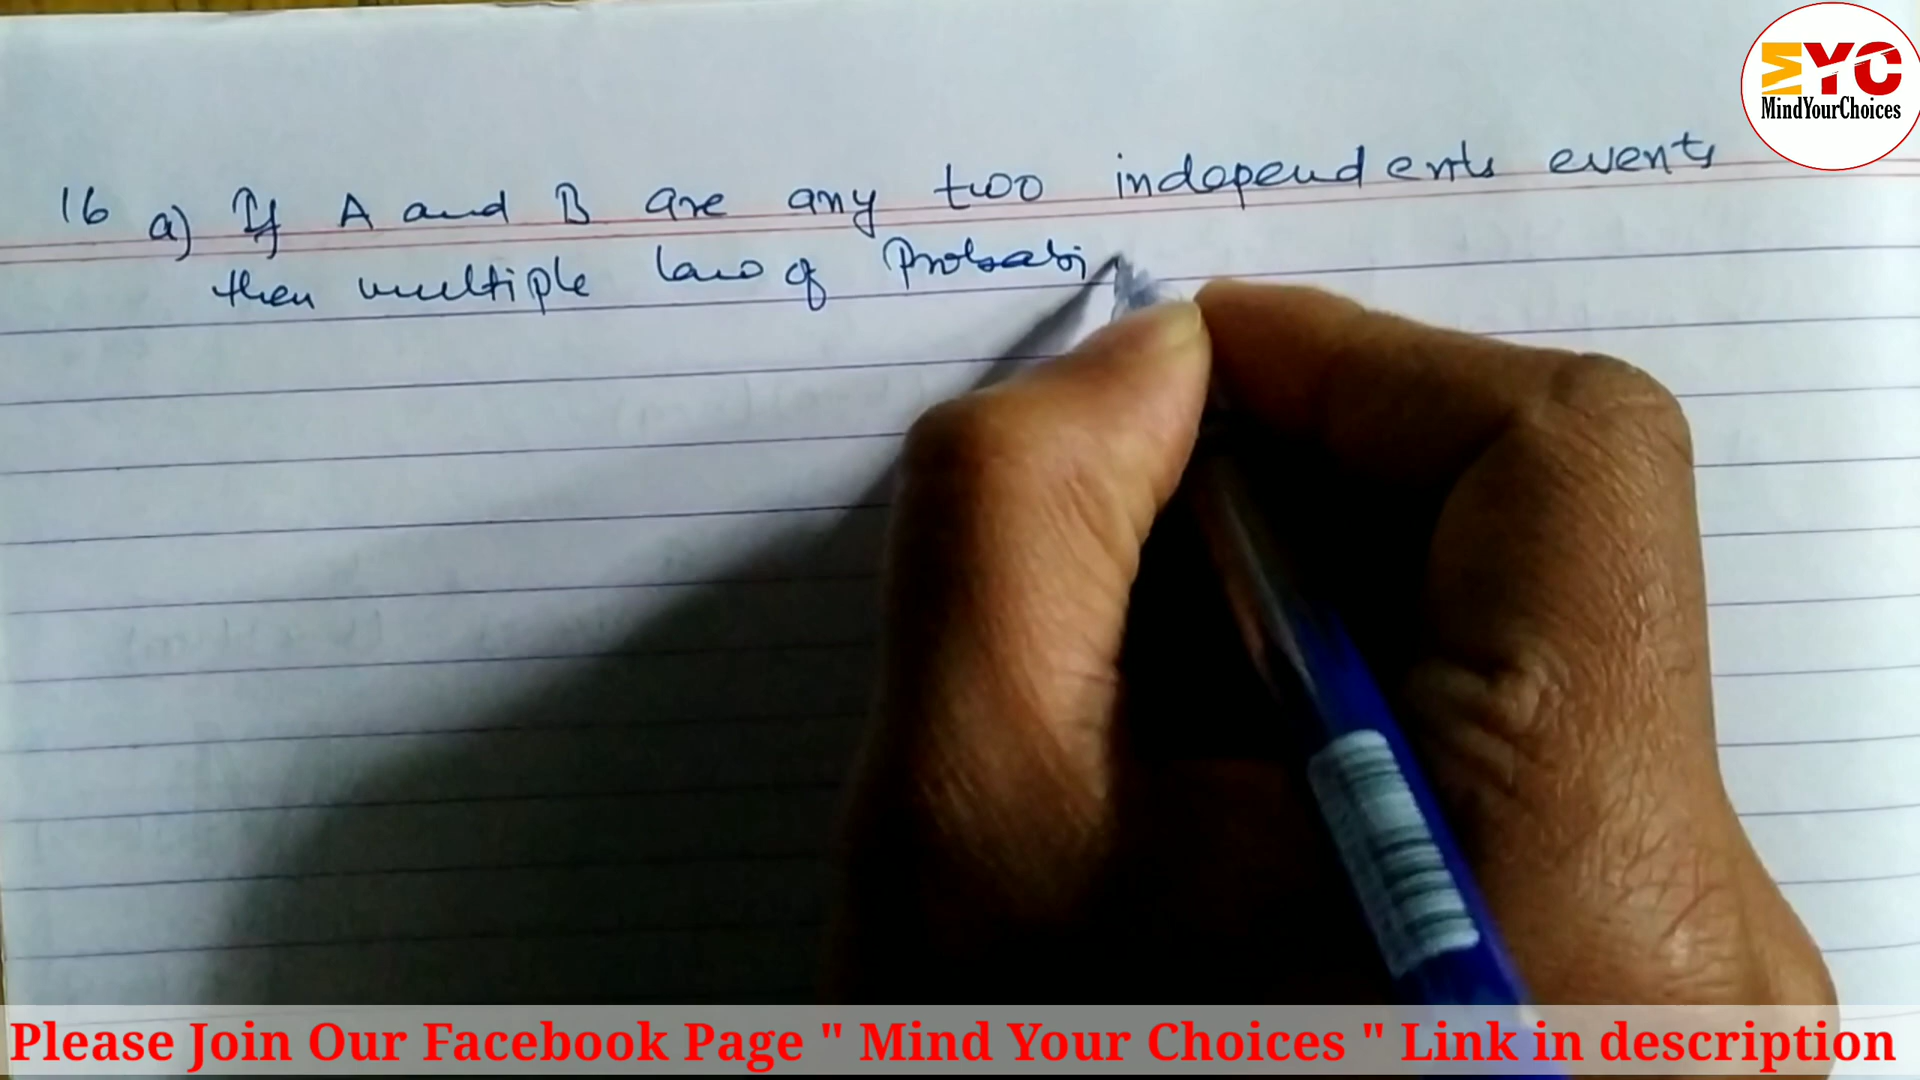 MYC
MindYourChoices
16 a) If A and B are any two independents events
then multiple law of Probabi
Please Join Our Facebook Page " Mind Your Choices " Link in description